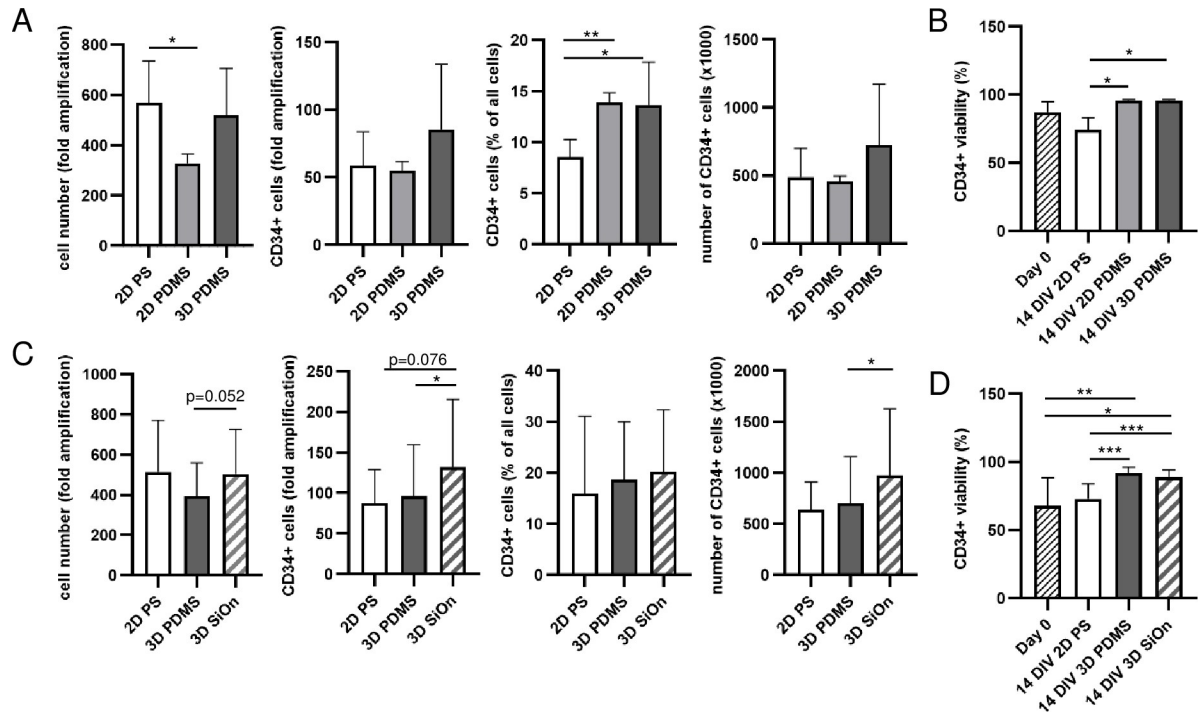 A
cell number (fold amplification)
800
600
400
200
0
*
2D PS
2D PDMS
3D PDMS
CD34+ cells (fold amplification)
150
100
50
0
2D PS
2D PDMS
3D PDMS
CD34+ cells (% of all cells)
20
15
10
5
0
**
*
2D PS
2D PDMS
3D PDMS
number of CD34+ cells (x1000)
1500
1000
500
0
2D PS
2D PDMS
3D PDMS
B
CD34+ viability (%)
150
100
50
0
*
*
Day 0
14 DIV 2D PS
14 DIV 2D PDMS
14 DIV 3D PDMS
C
cell number (fold amplification)
1000
800
600
400
200
0
p=0.052
2D PS
3D PDMS
3D SiOn
CD34+ cells (fold amplification)
250
200
150
100
50
0
p=0.076
*
2D PS
3D PDMS
3D SiOn
CD34+ cells (% of all cells)
40
30
20
10
0
2D PS
3D PDMS
3D SiOn
number of CD34+ cells (x1000)
2000
1500
1000
500
0
*
2D PS
3D PDMS
3D SiOn
D
CD34+ viability (%)
150
100
50
0
**
*
***
***
Day 0
14 DIV 2D PS
14 DIV 3D PDMS
14 DIV 3D SiOn